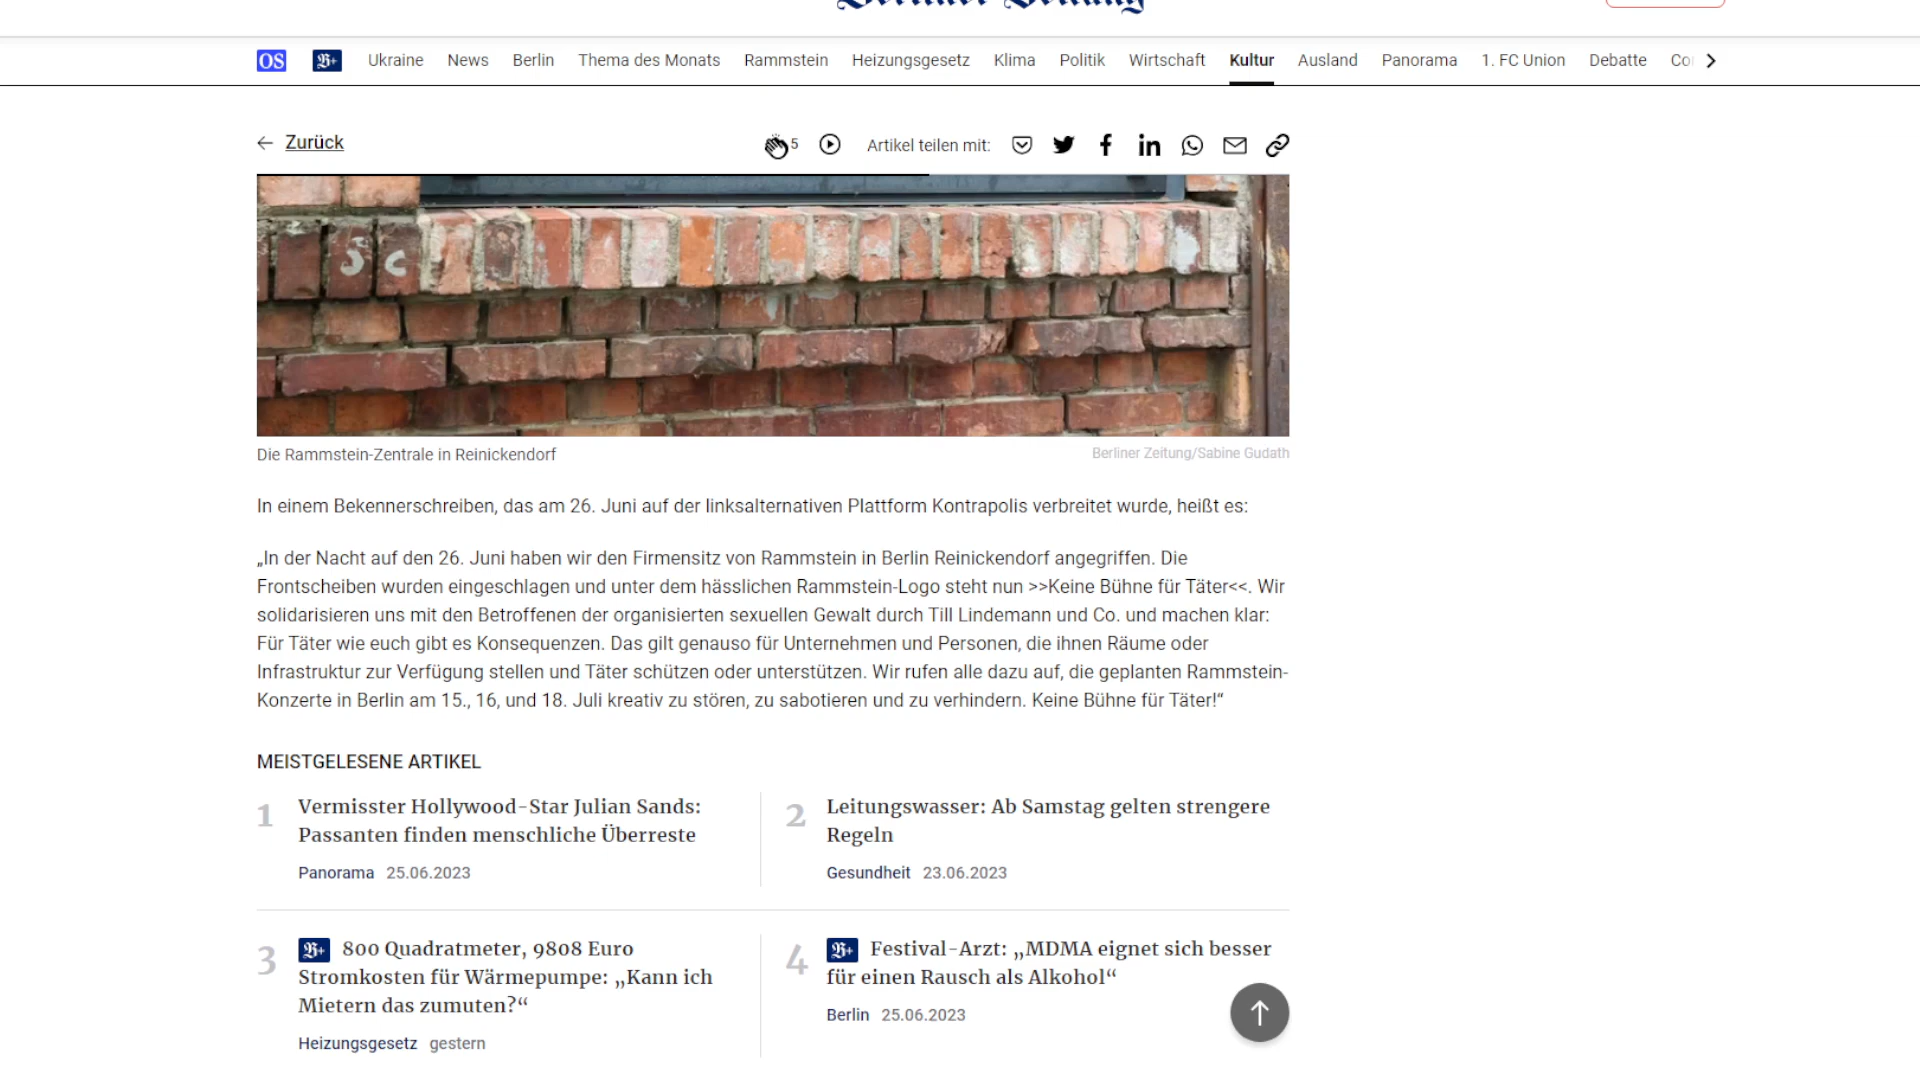 Berliner Zeitung
OS B+ Ukraine News Berlin Thema des Monats Rammstein Heizungsgesetz Klima Politik Wirtschaft Kultur Ausland Panorama 1. FC Union Debatte Co
Zurück
5 Artikel teilen mit:
SC
Die Rammstein-Zentrale in Reinickendorf
Berliner Zeitung/Sabine Gudath
In einem Bekennerschreiben, das am 26. Juni auf der linksalternativen Plattform Kontrapolis verbreitet wurde, heißt es:
„In der Nacht auf den 26. Juni haben wir den Firmensitz von Rammstein in Berlin Reinickendorf angegriffen. Die
Frontscheiben wurden eingeschlagen und unter dem hässlichen Rammstein-Logo steht nun >>Keine Bühne für Täter<<. Wir
solidarisieren uns mit den Betroffenen der organisierten sexuellen Gewalt durch Till Lindemann und Co. und machen klar:
Für Täter wie euch gibt es Konsequenzen. Das gilt genauso für Unternehmen und Personen, die ihnen Räume oder
Infrastruktur zur Verfügung stellen und Täter schützen oder unterstützen. Wir rufen alle dazu auf, die geplanten Rammstein-
Konzerte in Berlin am 15., 16, und 18. Juli kreativ zu stören, zu sabotieren und zu verhindern. Keine Bühne für Täter!“
MEISTGELESENE ARTIKEL
1 Vermisster Hollywood-Star Julian Sands:
Passanten finden menschliche Überreste
Panorama 25.06.2023
2 Leitungswasser: Ab Samstag gelten strengere
Regeln
Gesundheit 23.06.2023
3 B+ 800 Quadratmeter, 9808 Euro
Stromkosten für Wärmepumpe: „Kann ich
Mietern das zumuten?“
Heizungsgesetz gestern
4 B+ Festival-Arzt: „MDMA eignet sich besser
für einen Rausch als Alkohol“
Berlin 25.06.2023